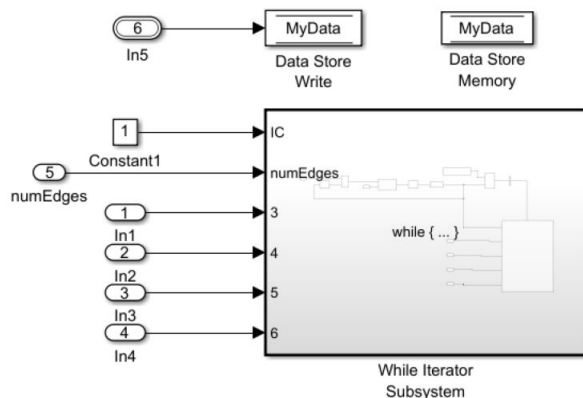 6
In5
MyData
Data Store
Write
MyData
Data Store
Memory
1
Constant1
5
numEdges
1
In1
2
In2
3
In3
4
In4
IC
numEdges
3
4
5
6
while { ... }
While Iterator
Subsystem